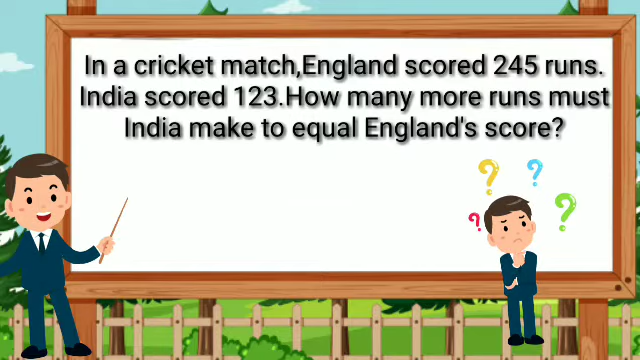 In a cricket match,England scored 245 runs.
India scored 123.How many more runs must
India make to equal England's score?